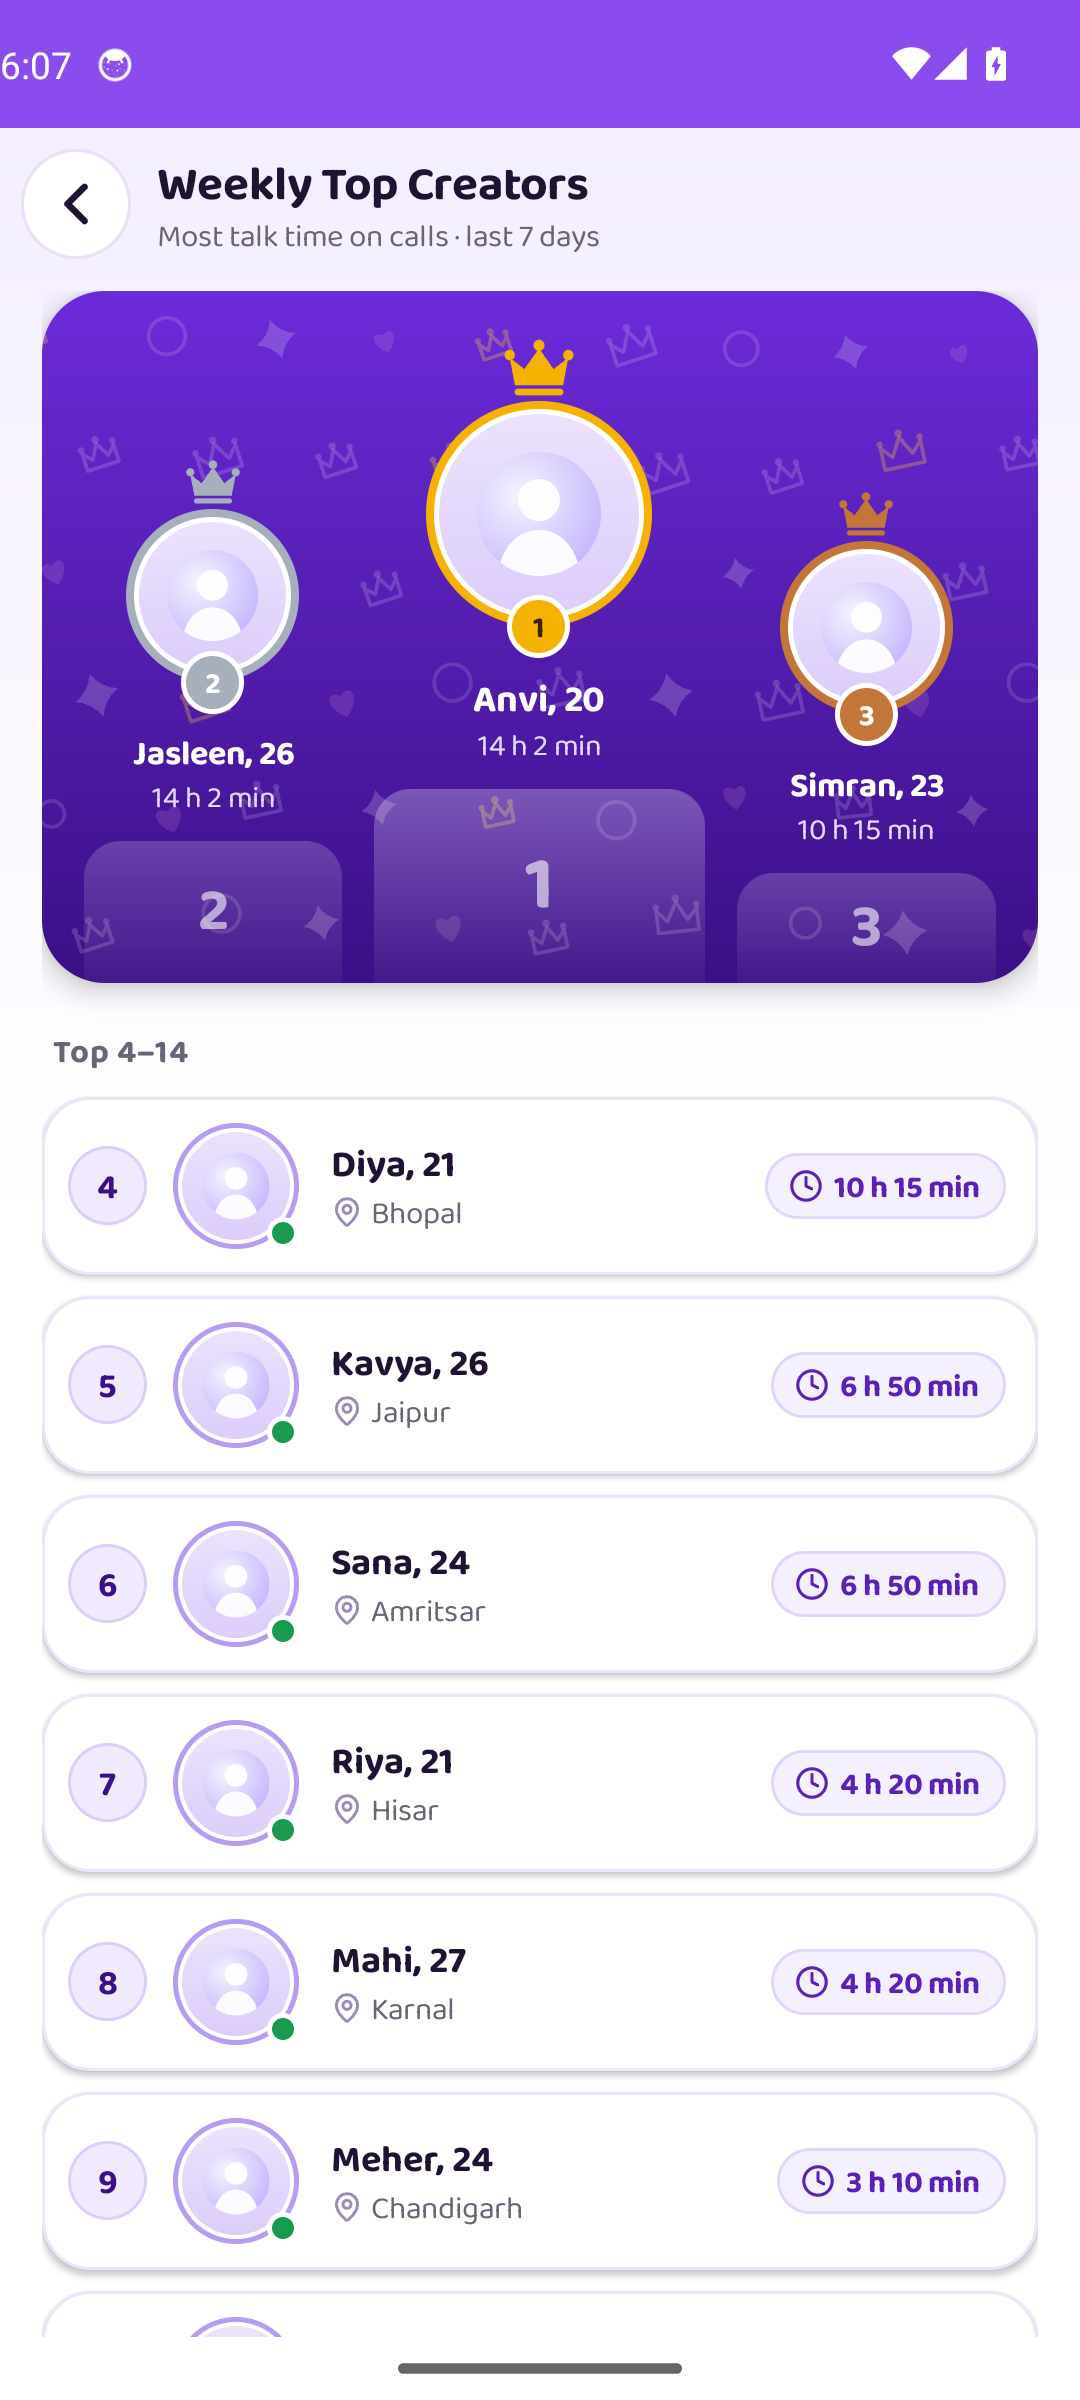 6:07
Weekly Top Creators
Most talk time on calls · last 7 days
1
Anvi, 20
14 h 2 min
2
Jasleen, 26
14 h 2 min
3
Simran, 23
10 h 15 min
2
1
3
Top 4–14
4
Diya, 21
Bhopal
10 h 15 min
5
Kavya, 26
Jaipur
6 h 50 min
6
Sana, 24
Amritsar
6 h 50 min
7
Riya, 21
Hisar
4 h 20 min
8
Mahi, 27
Karnal
4 h 20 min
9
Meher, 24
Chandigarh
3 h 10 min